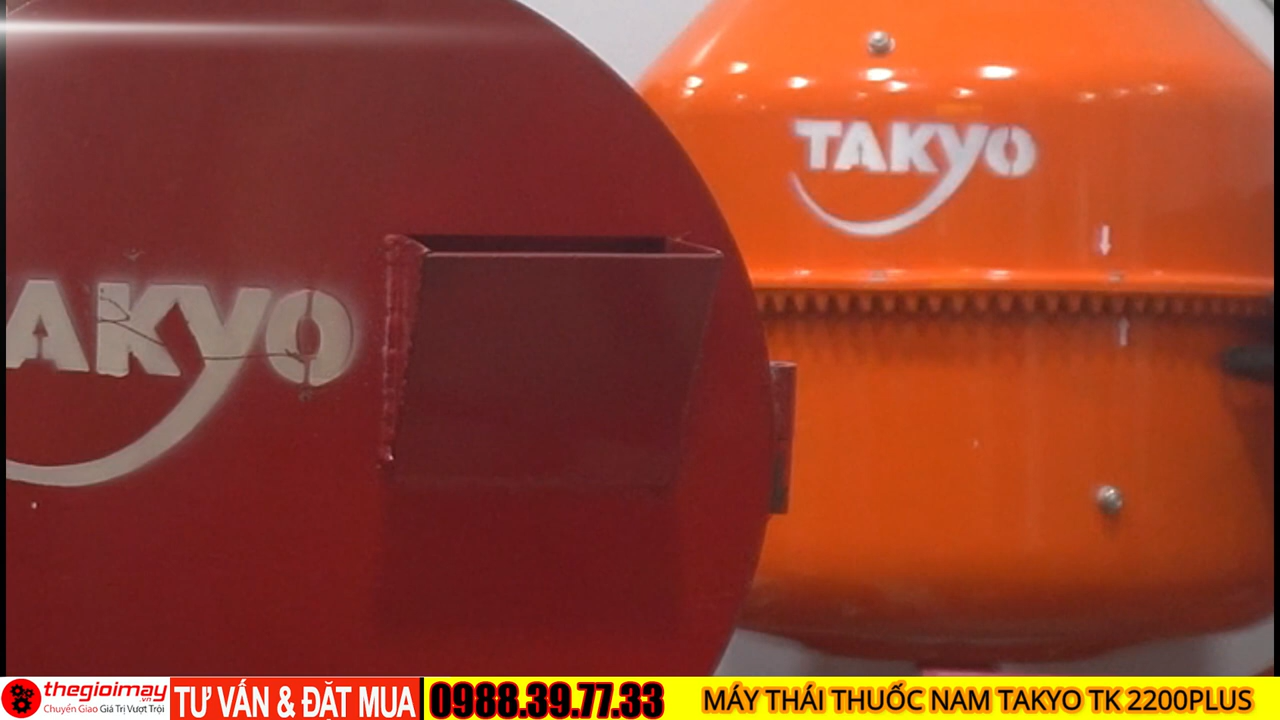 TAKYO
AKYO
thegioimay
.vn
Chuyển Giao Giá Trị Vượt Trội
TƯ VẤN & ĐẶT MUA
0988.39.77.33
MÁY THÁI THUỐC NAM TAKYO TK 2200PLUS